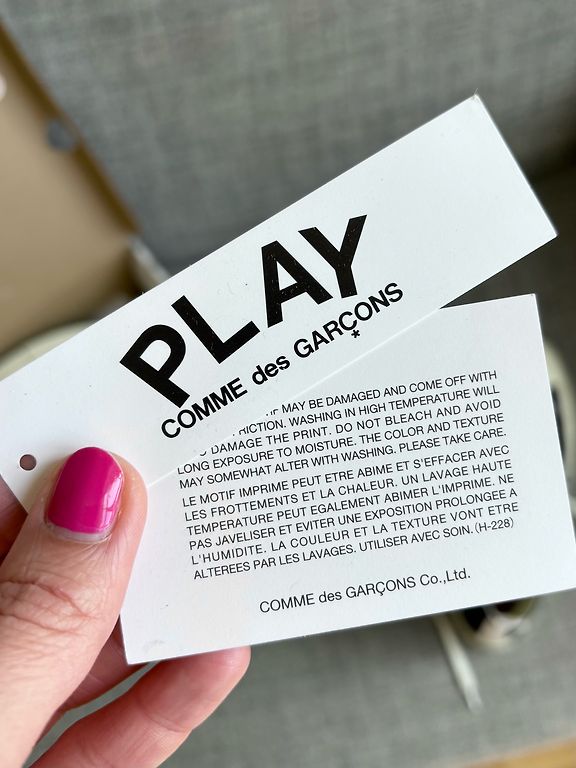 PLAY
COMME des GARÇONS
*
MAY BE DAMAGED AND COME OFF WITH
RICTION. WASHING IN HIGH TEMPERATURE WILL
DAMAGE THE PRINT. DO NOT BLEACH AND AVOID
LONG EXPOSURE TO MOISTURE. THE COLOR AND TEXTURE
MAY SOMEWHAT ALTER WITH WASHING. PLEASE TAKE CARE.
LE MOTIF IMPRIME PEUT ETRE ABIME ET S'EFFACER AVEC
LES FROTTEMENTS ET LA CHALEUR. UN LAVAGE HAUTE
TEMPERATURE PEUT EGALEMENT ABIMER L'IMPRIME. NE
PAS JAVELISER ET EVITER UNE EXPOSITION PROLONGEE A
L'HUMIDITE. LA COULEUR ET LA TEXTURE VONT ETRE
ALTEREES PAR LES LAVAGES. UTILISER AVEC SOIN. (H-228)
COMME des GARÇONS Co.,Ltd.